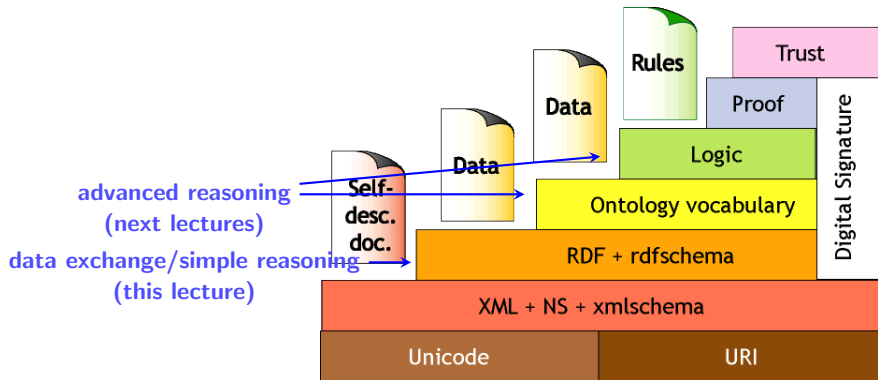 Trust
Rules
Proof
Data
Logic
Digital Signature
Data
Self-
desc.
doc.
advanced reasoning
(next lectures)
Ontology vocabulary
data exchange/simple reasoning
(this lecture)
RDF + rdfschema
XML + NS + xmlschema
Unicode
URI